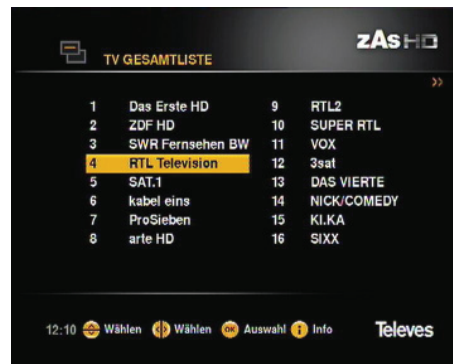 zAs HD
TV GESAMTLISTE
»
1 Das Erste HD
2 ZDF HD
3 SWR Fernsehen BW
4 RTL Television
5 SAT.1
6 kabel eins
7 ProSieben
8 arte HD
9 RTL2
10 SUPER RTL
11 VOX
12 3sat
13 DAS VIERTE
14 NICK/COMEDY
15 KI.KA
16 SIXX
12:10 Wählen Wählen OK Auswahl i Info Televes